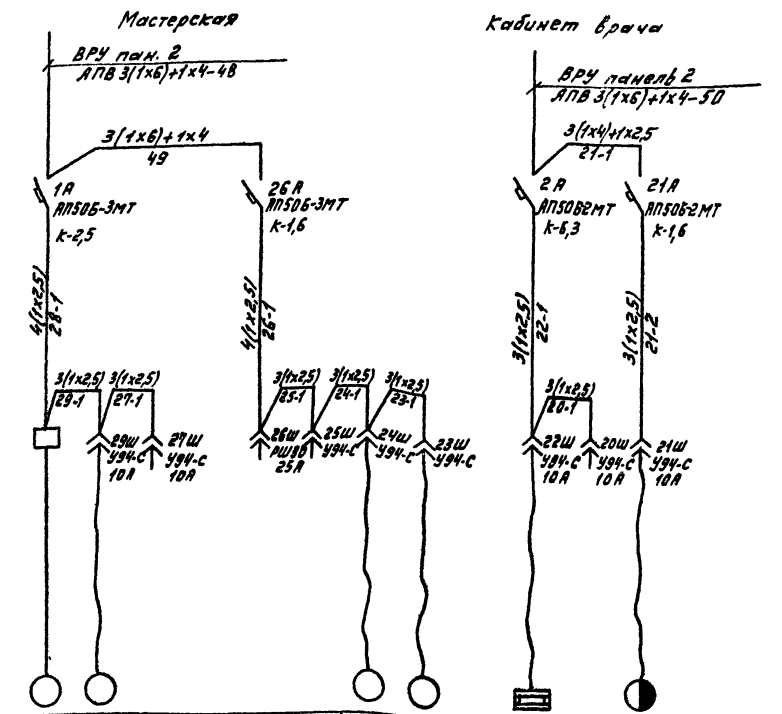 Мастерская
ВРУ пан. 2
АПВ 3(1х6)+1х4-48
3(1х6)+1х4
49
1А
АП50Б-3МТ
К-2,5
26А
АП50Б-3МТ
К-1,6
4(1х2,5)
28-1
4(1х2,5)
26-1
3(1х2,5)
29-1
3(1х2,5)
27-1
3(1х2,5)
25-1
3(1х2,5)
24-1
3(1х2,5)
23-1
29Ш
У94-С
10А
27Ш
У94-С
10А
26Ш
25А
25Ш
У94-С
24Ш
У94-С
23Ш
У94-С
Кабинет врача
ВРУ панель 2
АПВ 3(1х6)+1х4-50
3(1х4)+1х2,5
21-1
2А
АП50Б2МТ
К-6,3
21А
АП50Б-2МТ
К-1,6
3(1х2,5)
22-1
3(1х2,5)
21-2
3(1х2,5)
20-1
22Ш
У94-С
10А
20Ш
У94-С
10А
21Ш
У94-С
10А